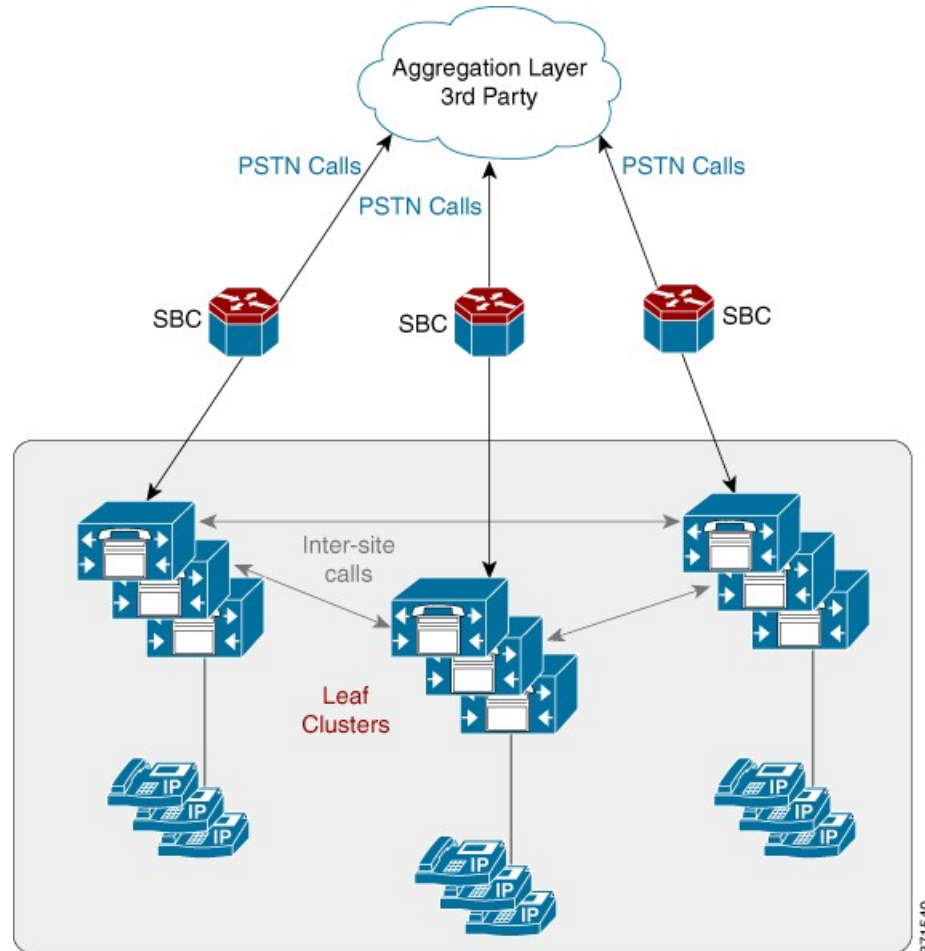 Aggregation Layer
3rd Party
PSTN Calls
PSTN Calls
PSTN Calls
SBC
SBC
SBC
Inter-site
calls
Leaf
Clusters
IP
IP
IP
IP
IP
IP
IP
IP
IP
371540